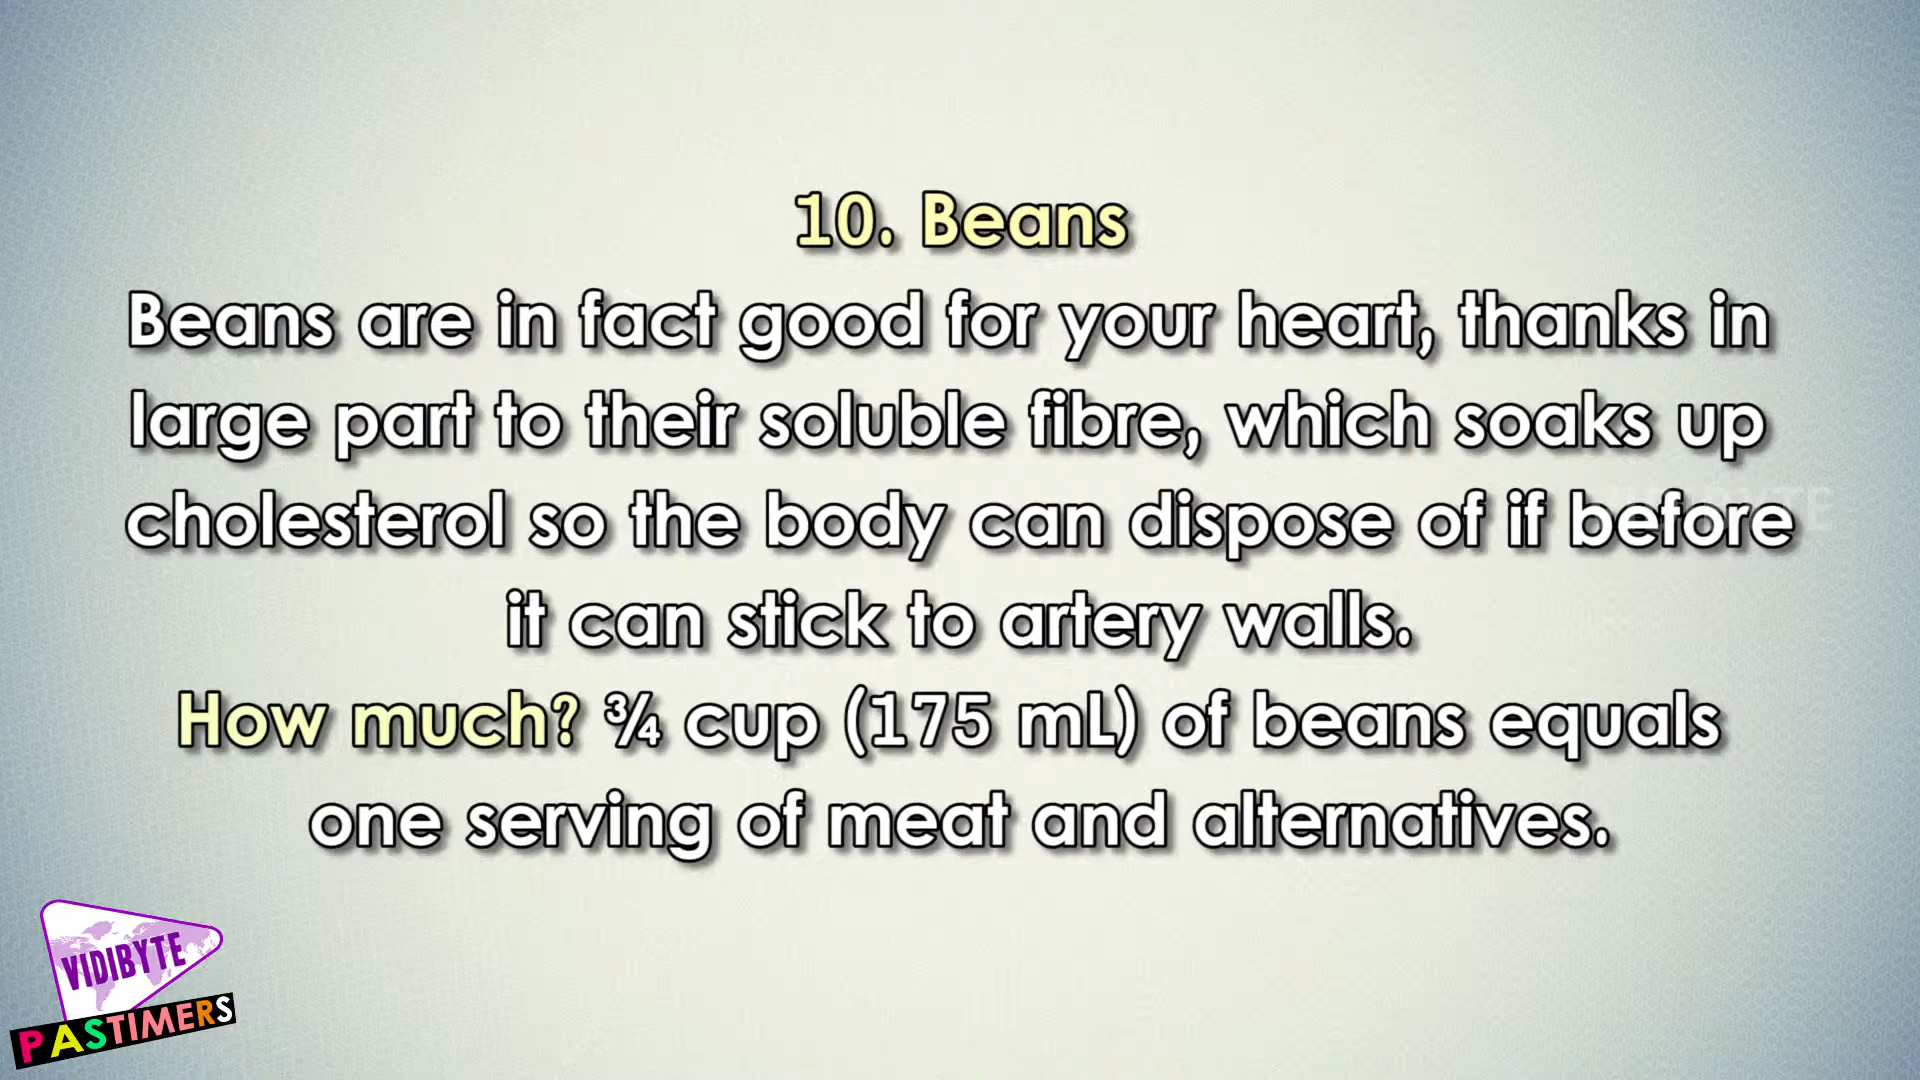 10. Beans
Beans are in fact good for your heart, thanks in
large part to their soluble fibre, which soaks up
cholesterol so the body can dispose of if before
it can stick to artery walls.
How much? ¾ cup (175 mL) of beans equals
one serving of meat and alternatives.
VIDIBYTE
PASTIMERS